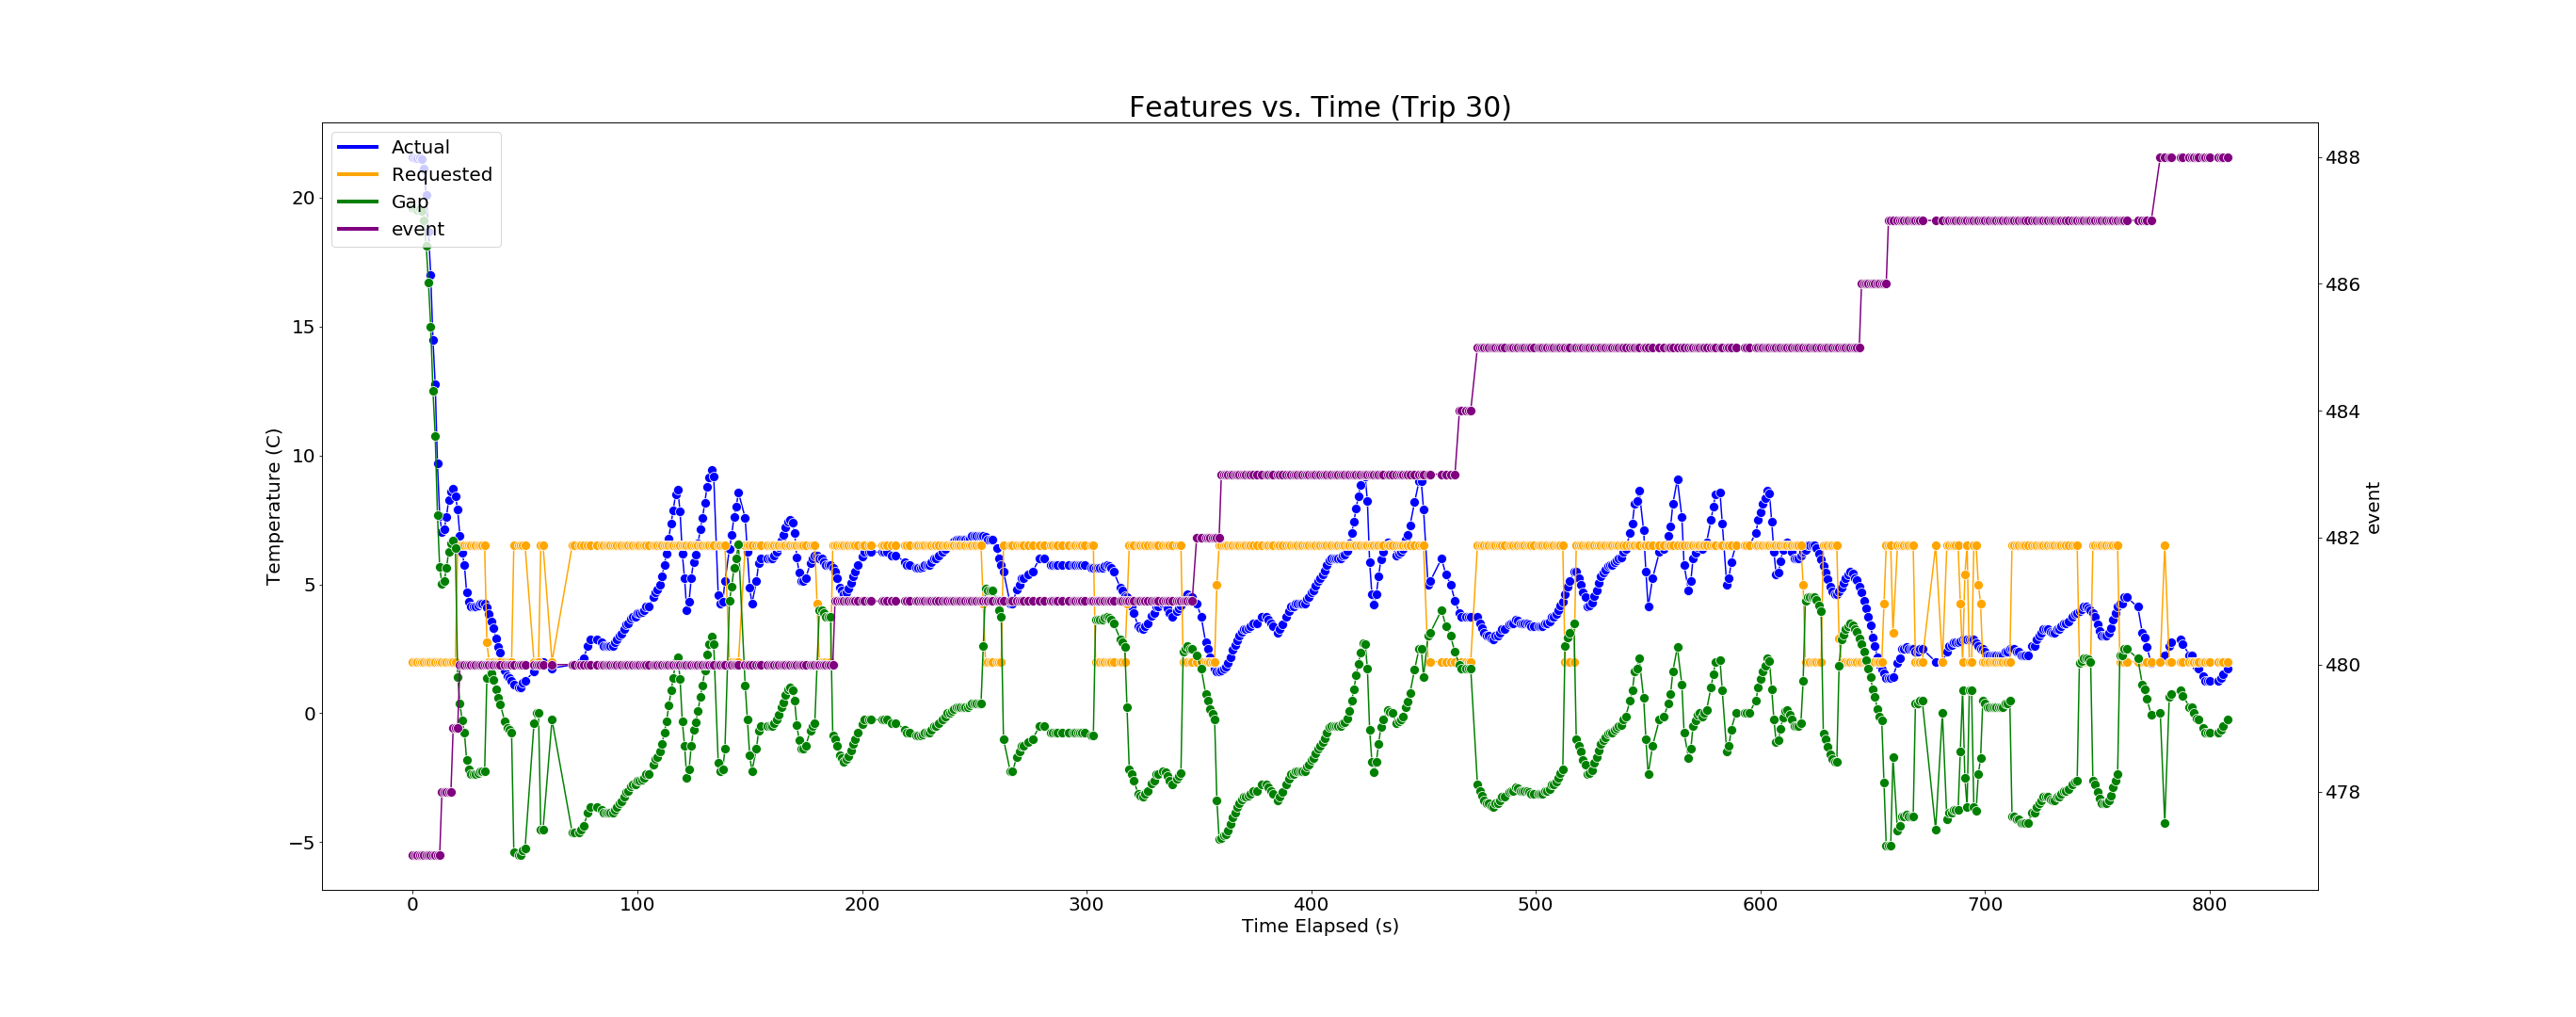 Features vs. Time (Trip 30)
Actual
Requested
Gap
event
20
15
10
5
0
−5
Temperature (C)
488
486
484
482
480
478
event
0 100 200 300 400 500 600 700 800
Time Elapsed (s)